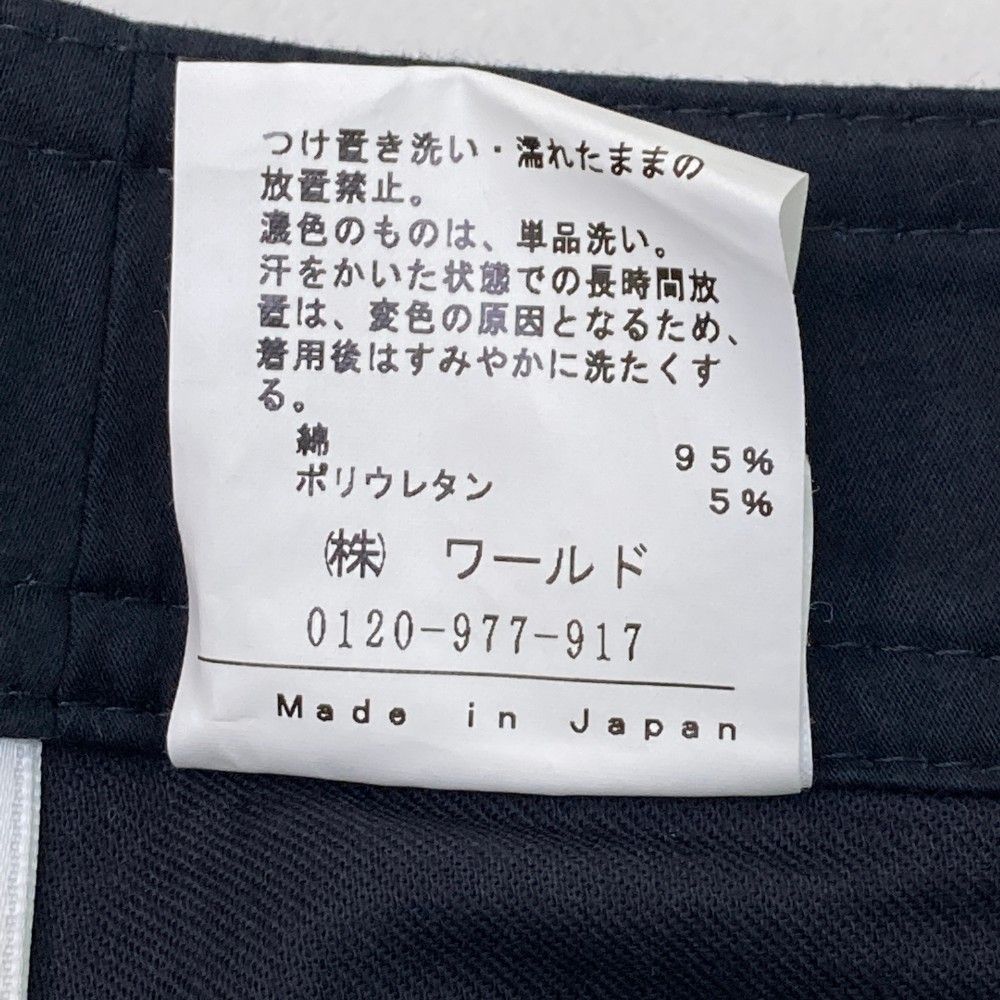 つけ置き洗い・濡れたままの
放置禁止。
濃色のものは、単品洗い。
汗をかいた状態での長時間放
置は、変色の原因となるため、
着用後はすみやかに洗たくす
る。
綿 95%
ポリウレタン 5%
㈱ ワールド
0120-977-917
Made in Japan